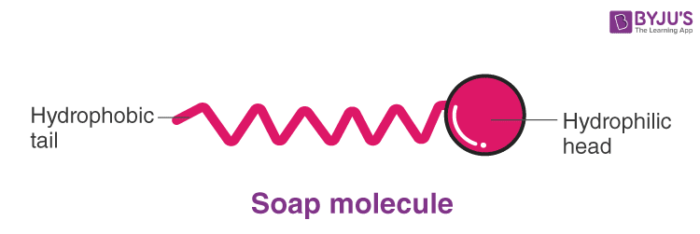 BYJU'S
The Learning App
Hydrophobic
tail
Hydrophilic
head
Soap molecule